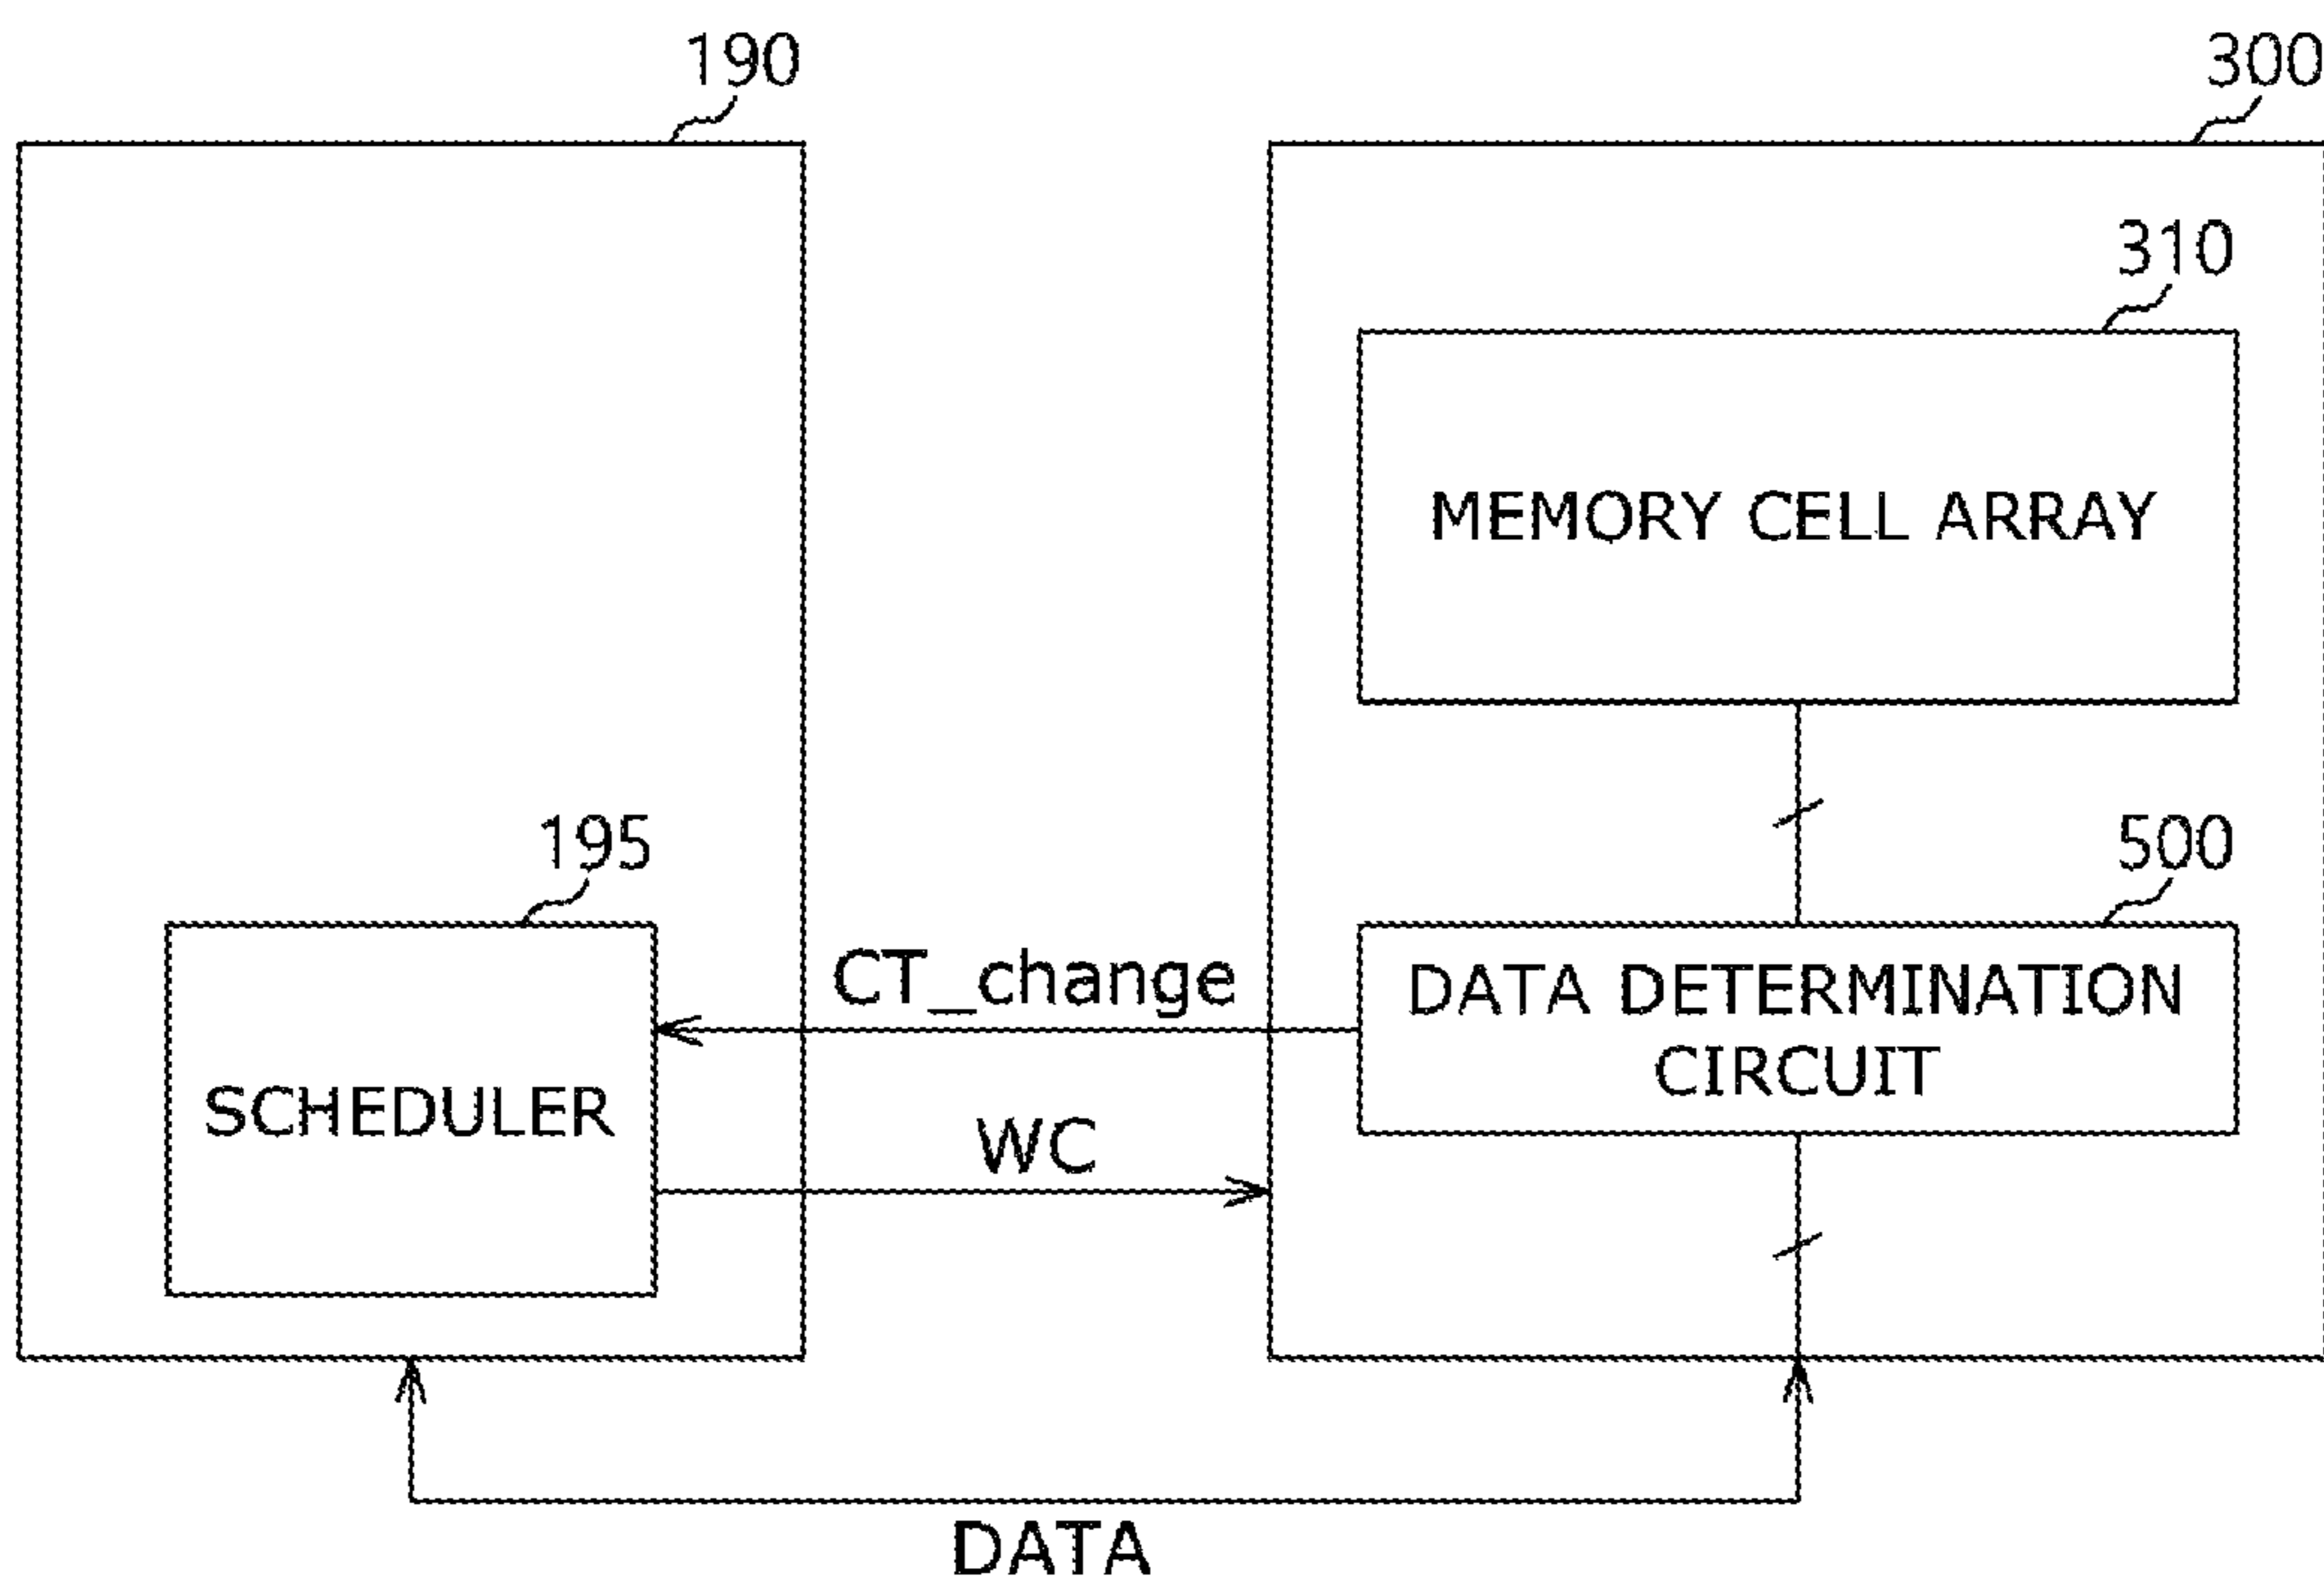 190
300
310
MEMORY CELL ARRAY
195
500
CT_change
DATA DETERMINATION
CIRCUIT
SCHEDULER
WC
DATA